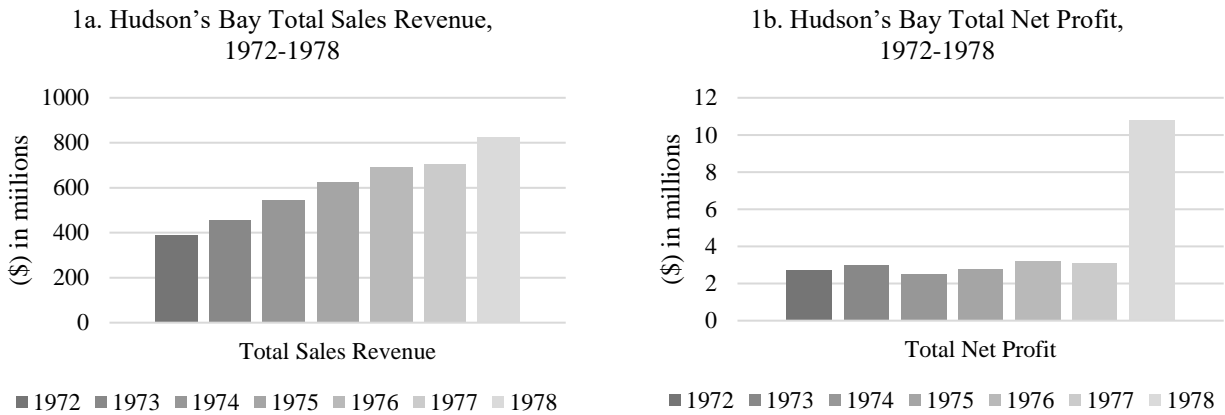 1a. Hudson’s Bay Total Sales Revenue,
1972-1978
($) in miilions
1000
800
600
400
200
0
Total Sales Revenue
1972 1973 1974 1975 1976 1977 1978
1b. Hudson’s Bay Total Net Profit,
1972-1978
($) in millions
12
10
8
6
4
2
0
Total Net Profit
1972 1973 1974 1975 1976 1977 1978